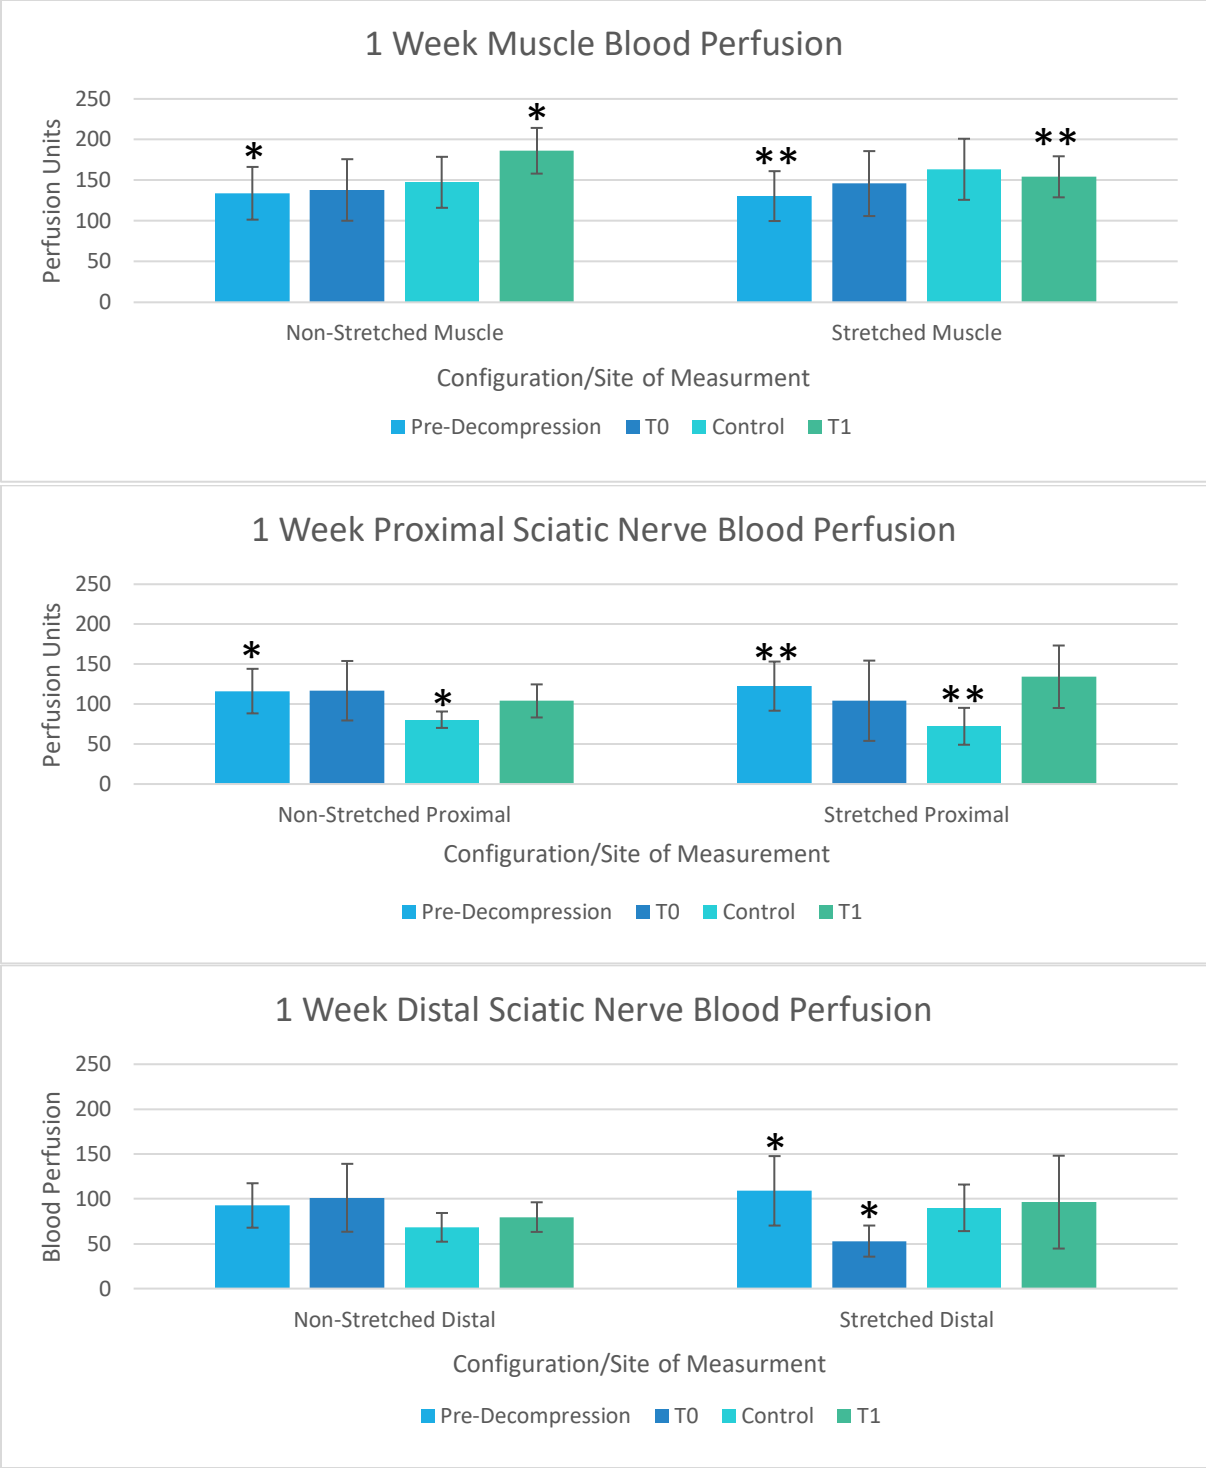 1 Week Muscle Blood Perfusion
250
200
150
100
50
0
Perfusion Units
*
*
**
**
Non-Stretched Muscle
Stretched Muscle
Configuration/Site of Measurment
Pre-Decompression T0 Control T1
1 Week Proximal Sciatic Nerve Blood Perfusion
250
200
150
100
50
0
Perfusion Units
*
*
**
**
Non-Stretched Proximal
Stretched Proximal
Configuration/Site of Measurement
Pre-Decompression T0 Control T1
1 Week Distal Sciatic Nerve Blood Perfusion
250
200
150
100
50
0
Blood Perfusion
*
*
Non-Stretched Distal
Stretched Distal
Configuration/Site of Measurment
Pre-Decompression T0 Control T1